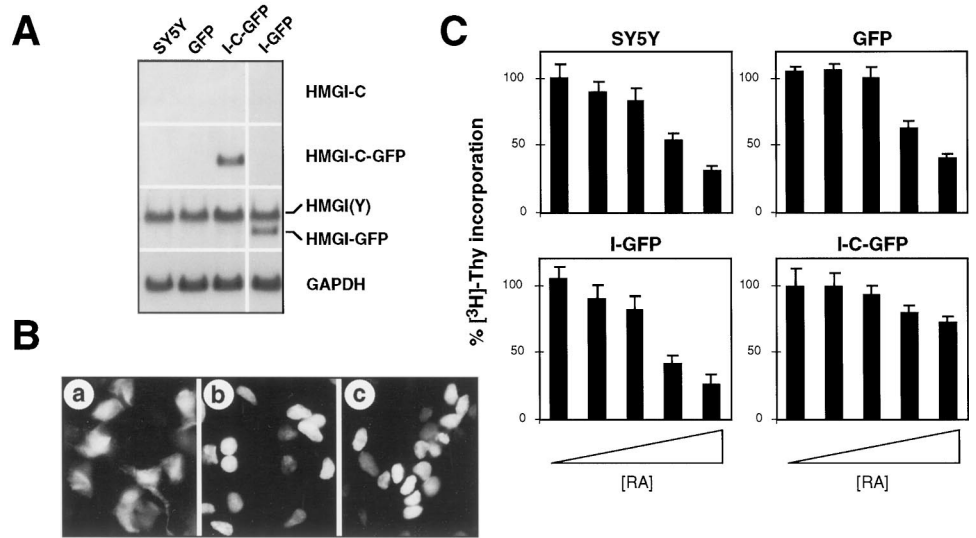 A
SY5Y GFP I-C-GFP I-GFP
HMGI-C
HMGI-C-GFP
HMGI(Y)
HMGI-GFP
GAPDH
B
a b c
C
% [³H]-Thy incorporation
SY5Y
100
50
0
GFP
100
50
0
I-GFP
100
50
0
[RA]
I-C-GFP
100
50
0
[RA]